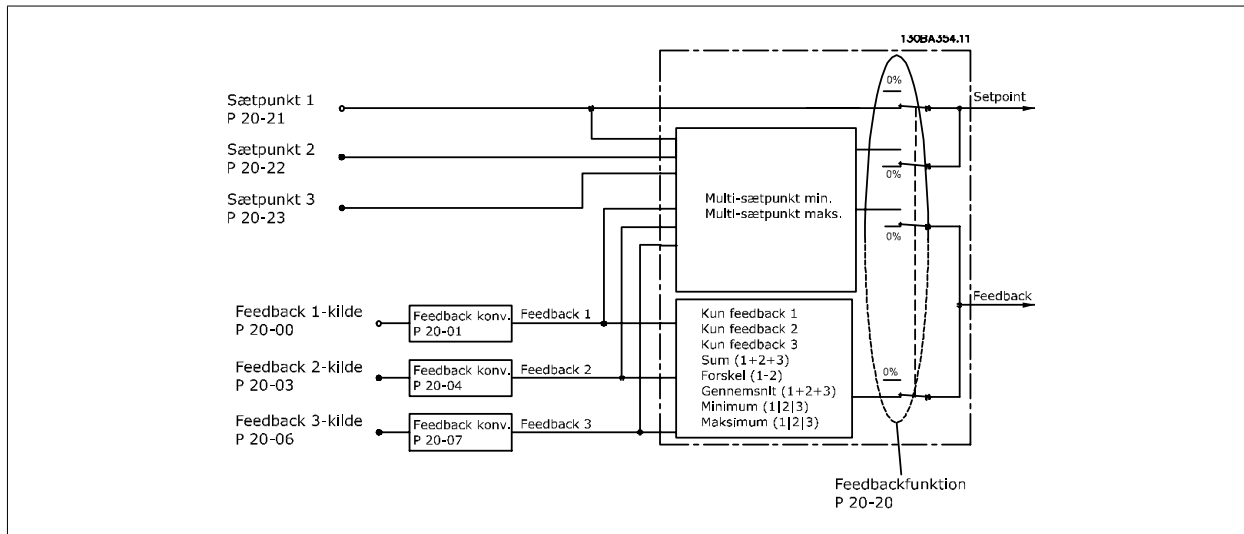 130BA354.11
Sætpunkt 1
P 20-21
Sætpunkt 2
P 20-22
Sætpunkt 3
P 20-23
0%
Setpoint
0%
Multi-sætpunkt min.
Multi-sætpunkt maks.
0%
Feedback
Feedback 1-kilde
P 20-00
Feedback konv.
P 20-01
Feedback 1
Feedback 2-kilde
P 20-03
Feedback konv.
P 20-04
Feedback 2
Feedback 3-kilde
P 20-06
Feedback konv.
P 20-07
Feedback 3
Kun feedback 1
Kun feedback 2
Kun feedback 3
Sum (1+2+3)
Forskel (1-2)
Gennemsnit (1+2+3)
Minimum (1|2|3)
Maksimum (1|2|3)
0%
Feedbackfunktion
P 20-20